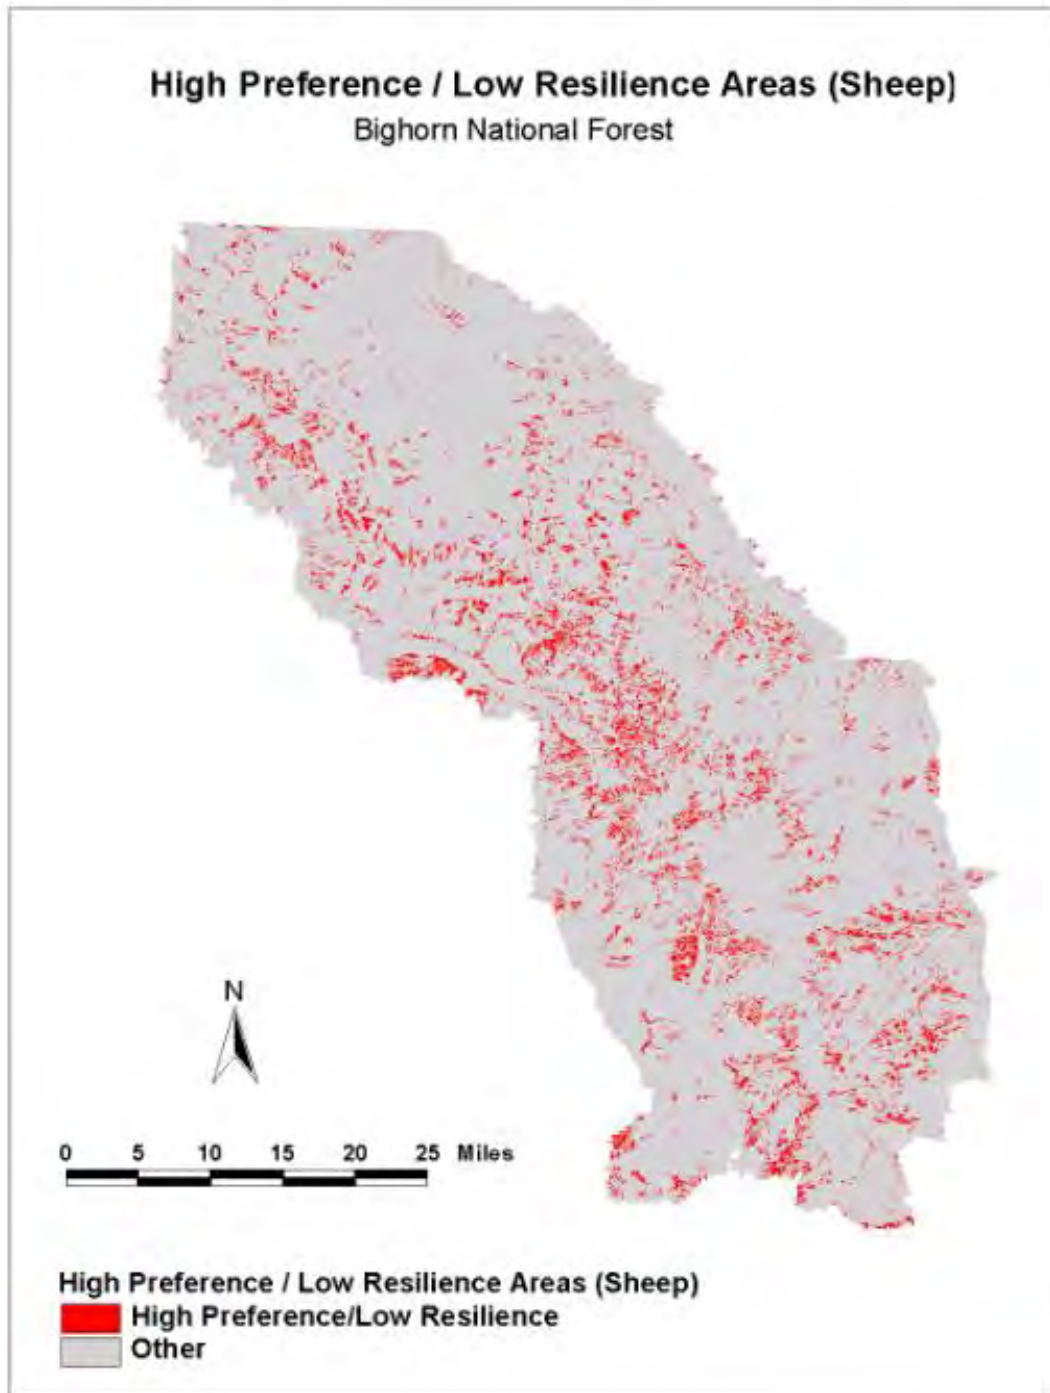 High Preference / Low Resilience Areas (Sheep)
Bighorn National Forest
N
0 5 10 15 20 25 Miles
High Preference / Low Resilience Areas (Sheep)
High Preference/Low Resilience
Other